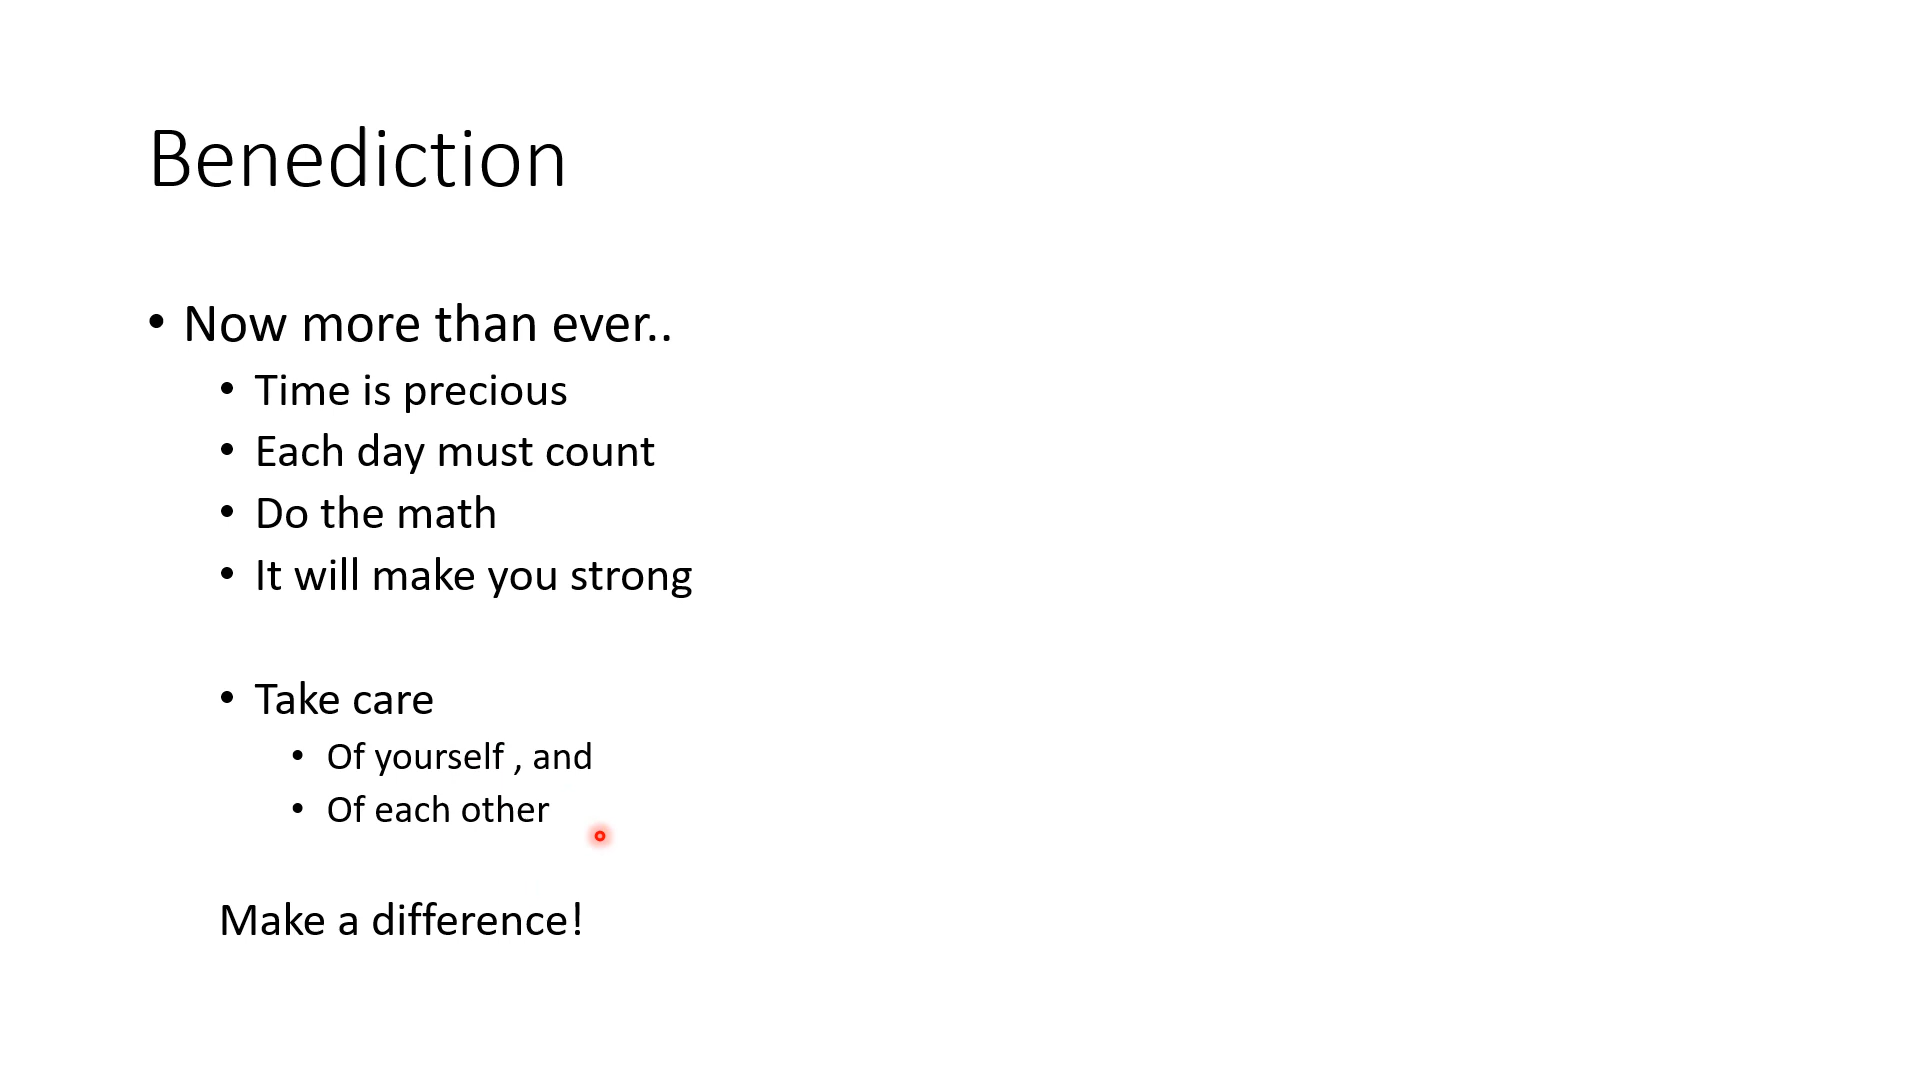 Benediction
• Now more than ever..
• Time is precious
• Each day must count
• Do the math
• It will make you strong
• Take care
• Of yourself , and
• Of each other
Make a difference!